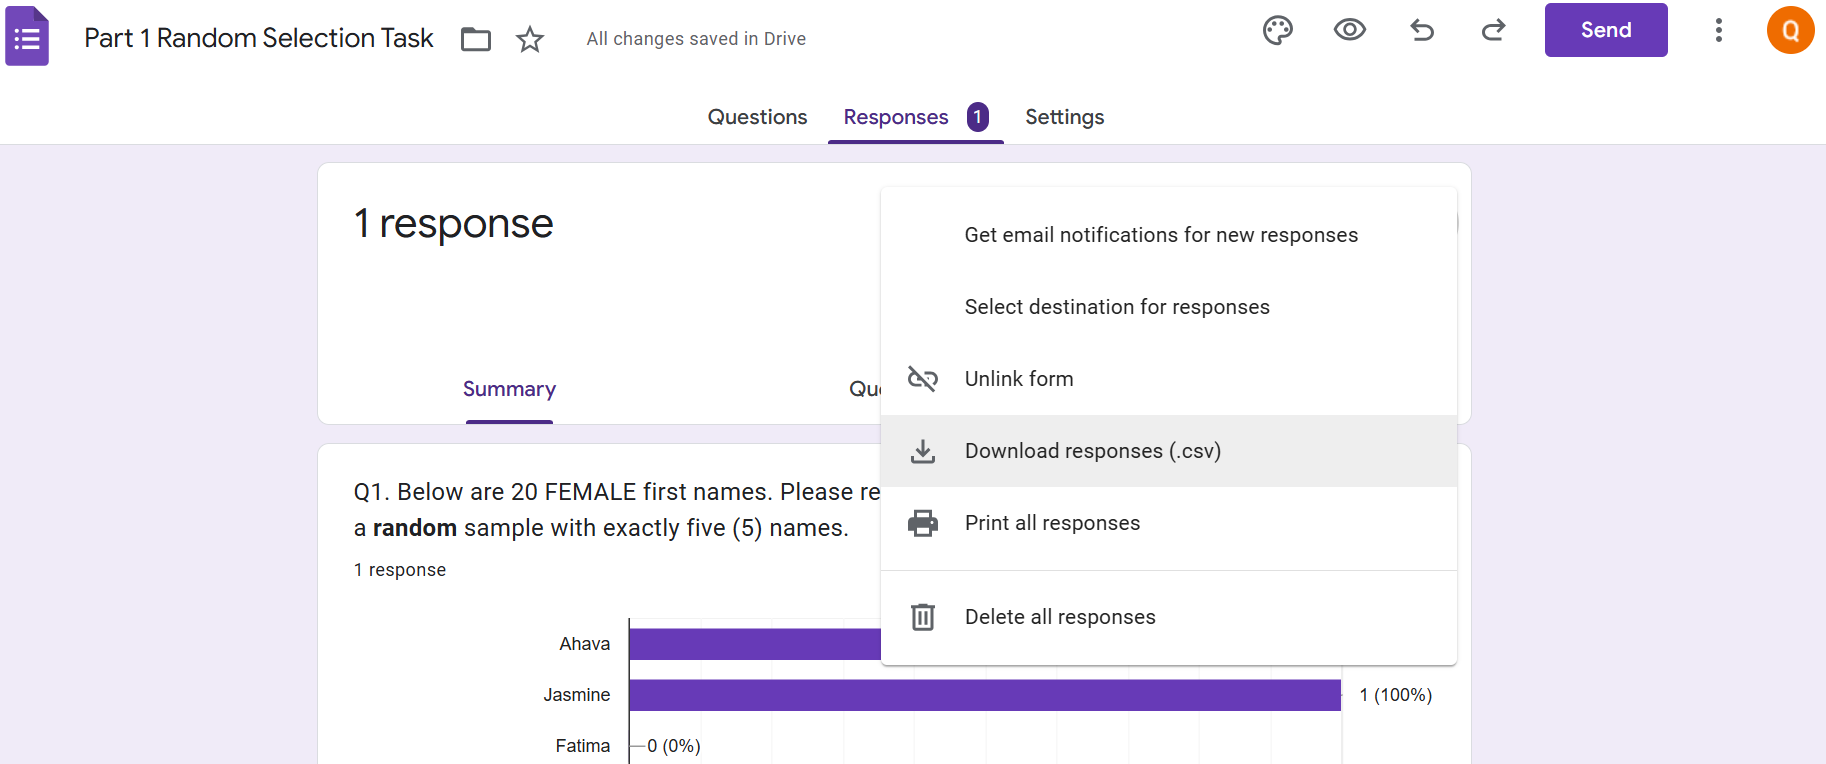 Part 1 Random Selection Task
All changes saved in Drive
Send
Q
Questions
Responses 1
Settings
1 response
Get email notifications for new responses
Select destination for responses
Unlink form
Download responses (.csv)
Print all responses
Delete all responses
Summary
Q1. Below are 20 FEMALE first names. Please
a random sample with exactly five (5) names.
1 response
Ahava
Jasmine 1 (100%)
Fatima 0 (0%)